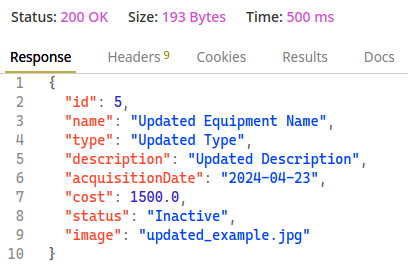 Status: 200 OK Size: 193 Bytes Time: 500 ms
Response Headers 9 Cookies Results Docs
1 {
2 "id": 5,
3 "name": "Updated Equipment Name",
4 "type": "Updated Type",
5 "description": "Updated Description",
6 "acquisitionDate": "2024-04-23",
7 "cost": 1500.0,
8 "status": "Inactive",
9 "image": "updated_example.jpg"
10 }